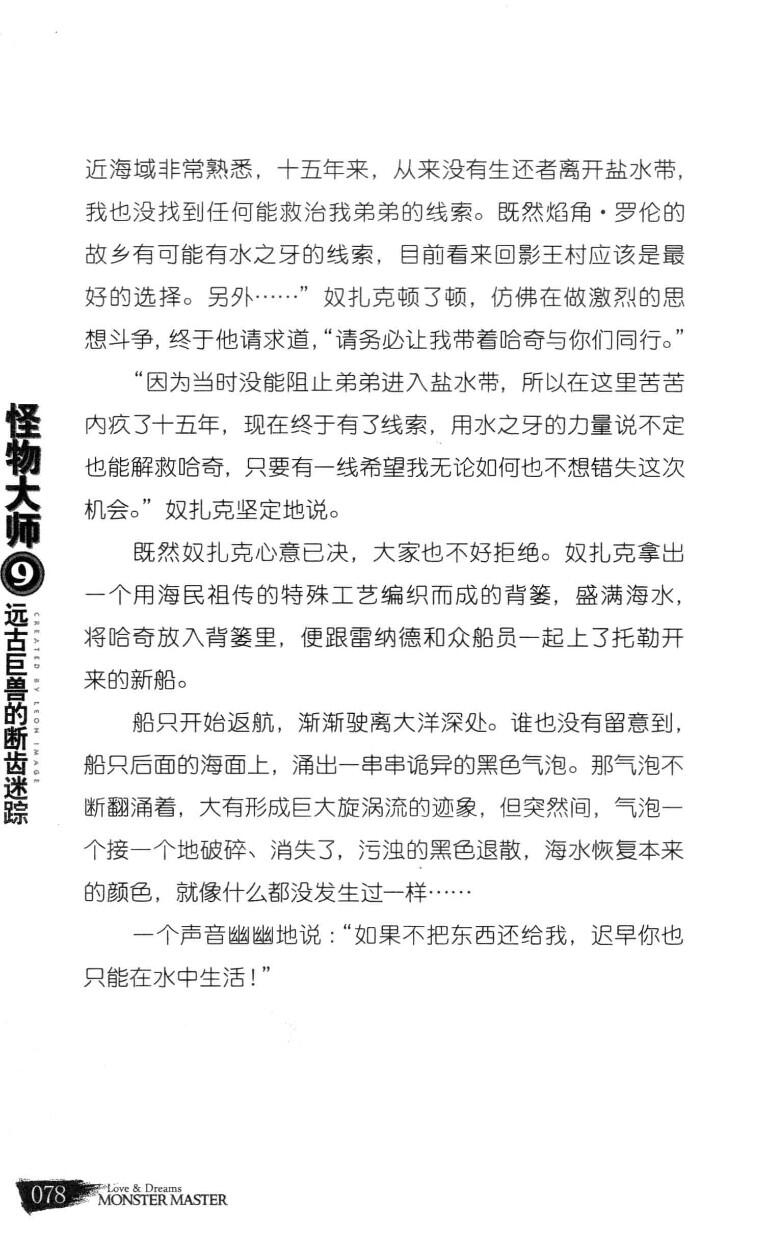 近海域非常熟悉，十五年来，从来没有生还者离开盐水带，
我也没找到任何能救治我弟弟的线索。既然焰角·罗伦的
故乡有可能有水之牙的线索，目前看来回影王村应该是最
好的选择。另外……”奴扎克顿了顿，仿佛在做激烈的思
想斗争，终于他请求道，“请务必让我带着哈奇与你们同行。”
“因为当时没能阻止弟弟进入盐水带，所以在这里苦苦
内疚了十五年，现在终于有了线索，用水之牙的力量说不定
也能解救哈奇，只要有一线希望我无论如何也不想错失这次
机会。”奴扎克坚定地说。
既然奴扎克心意已决，大家也不好拒绝。奴扎克拿出
一个用海民祖传的特殊工艺编织而成的背篓，盛满海水，
将哈奇放入背篓里，便跟雷纳德和众船员一起上了托勒开
来的新船。
船只开始返航，渐渐驶离大洋深处。谁也没有留意到，
船只后面的海面上，涌出一串串诡异的黑色气泡。那气泡不
断翻涌着，大有形成巨大旋涡流的迹象，但突然间，气泡一
个接一个地破碎、消失了，污浊的黑色退散，海水恢复本来
的颜色，就像什么都没发生过一样……
一个声音幽幽地说：“如果不把东西还给我，迟早你也
只能在水中生活！”
怪物大师
9
远古巨兽的断齿迷踪
CREATED BY LEON IMAGE
078
Love & Dreams
MONSTER MASTER